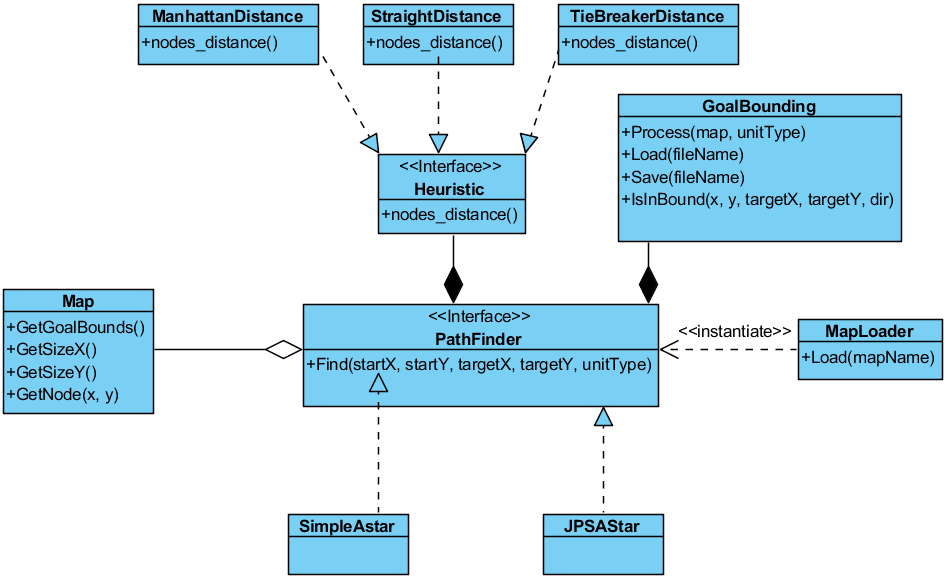 ManhattanDistance
+nodes_distance()
StraightDistance
+nodes_distance()
TieBreakerDistance
+nodes_distance()
GoalBounding
+Process(map, unitType)
+Load(fileName)
+Save(fileName)
+IsInBound(x, y, targetX, targetY, dir)
<<Interface>>
Heuristic
+nodes_distance()
Map
+GetGoalBounds()
+GetSizeX()
+GetSizeY()
+GetNode(x, y)
<<Interface>>
PathFinder
+Find(startX, startY, targetX, targetY, unitType)
<<instantiate>>
MapLoader
+Load(mapName)
SimpleAstar
JPSAStar